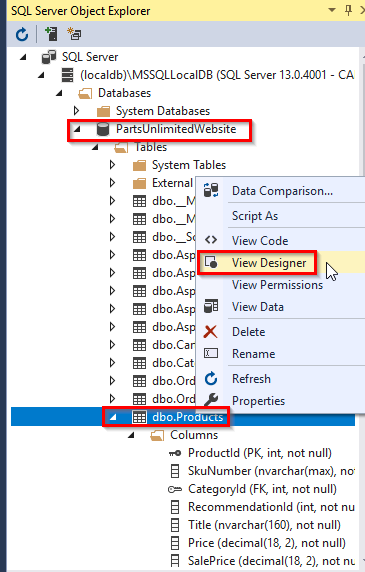 SQL Server Object Explorer
SQL Server
(localdb)\MSSQLLocalDB (SQL Server 13.0.4001 - CA
Databases
System Databases
PartsUnlimitedWebsite
Tables
System Tables
External
dbo.__M
dbo.__M
dbo.__Sc
dbo.Asp
dbo.Asp
dbo.Asp
dbo.Asp
dbo.Asp
dbo.Car
dbo.Cat
dbo.Ord
dbo.Ord
Data Comparison...
Script As
View Code
View Designer
View Permissions
View Data
Delete
Rename
Refresh
Properties
dbo.Products
Columns
ProductId (PK, int, not null)
SkuNumber (nvarchar(max), not
CategoryId (FK, int, not null)
RecommendationId (int, not null)
Title (nvarchar(160), not null)
Price (decimal(18, 2), not null)
SalePrice (decimal(18, 2), not null)